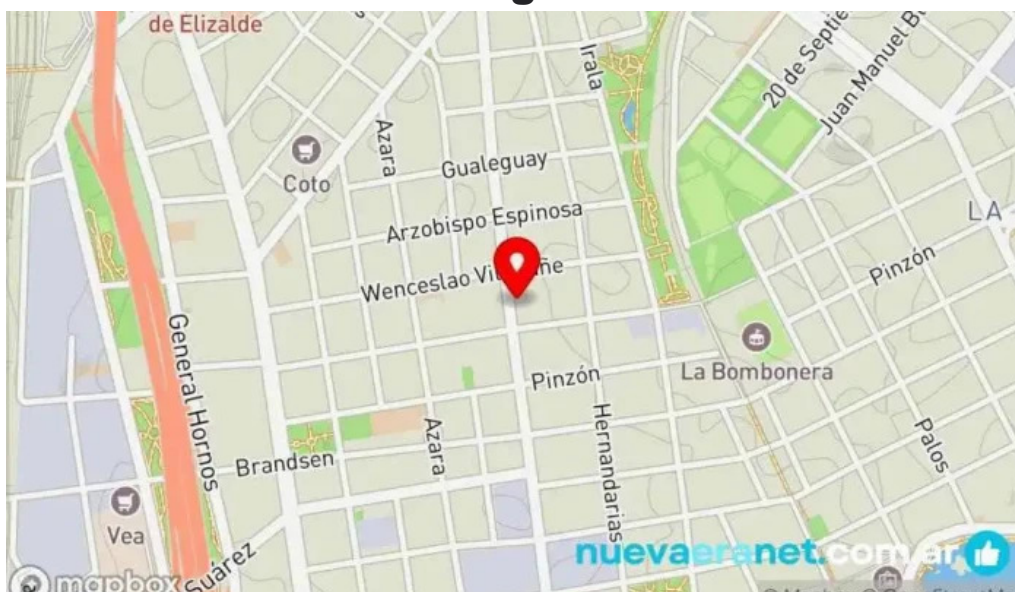 de Elizalde
Irala
20 de Septie
Juan Manuel B
Azara
Coto
Gualeguay
Arzobispo Espinosa
LA
Wenceslao Vil
ñe
Pinzón
General Hornos
La Bombonera
Pinzón
Azara
Hernandarias
Palos
Brandsen
Vea
Suárez
nuevaeranet.com.ar
mapbox